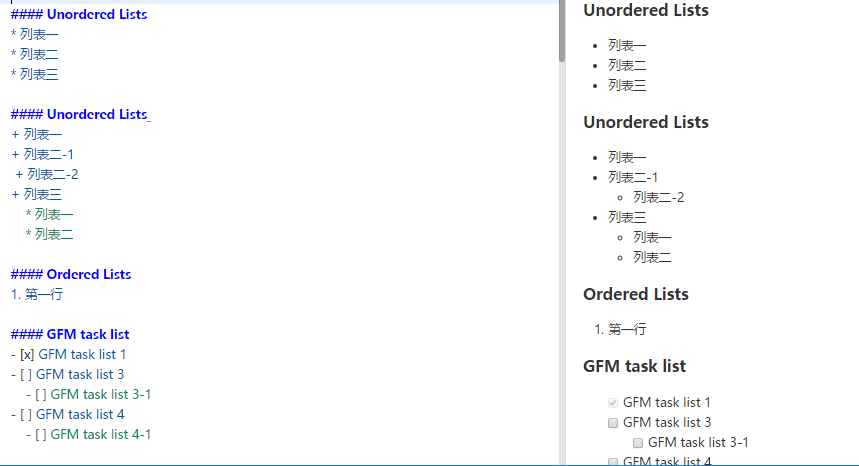 #### Unordered Lists
* 列表一
* 列表二
* 列表三
#### Unordered Lists_
+ 列表一
+ 列表二-1
+ 列表二-2
+ 列表三
* 列表一
* 列表二
#### Ordered Lists
1. 第一行
#### GFM task list
- [x] GFM task list 1
- [ ] GFM task list 3
- [ ] GFM task list 3-1
- [ ] GFM task list 4
- [ ] GFM task list 4-1
Unordered Lists
列表一
列表二
列表三
Unordered Lists
列表一
列表二-1
列表二-2
列表三
列表一
列表二
Ordered Lists
1. 第一行
GFM task list
GFM task list 1
GFM task list 3
GFM task list 3-1
GFM task list 4